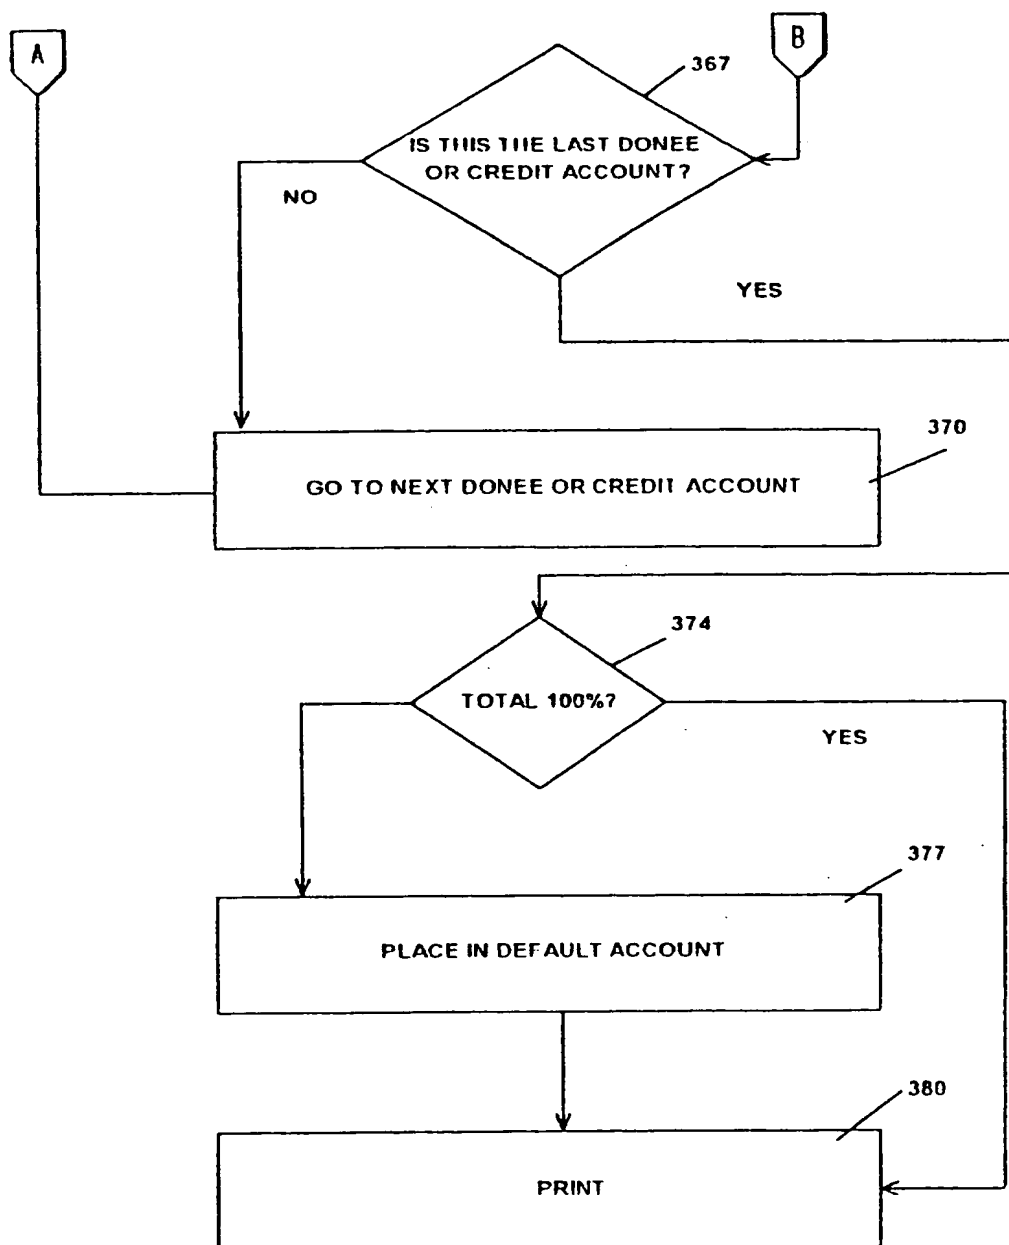 A
B
367
IS THIS THE LAST DONEE
OR CREDIT ACCOUNT?
NO
YES
370
GO TO NEXT DONEE OR CREDIT ACCOUNT
374
TOTAL 100%?
YES
377
PLACE IN DEFAULT ACCOUNT
380
PRINT